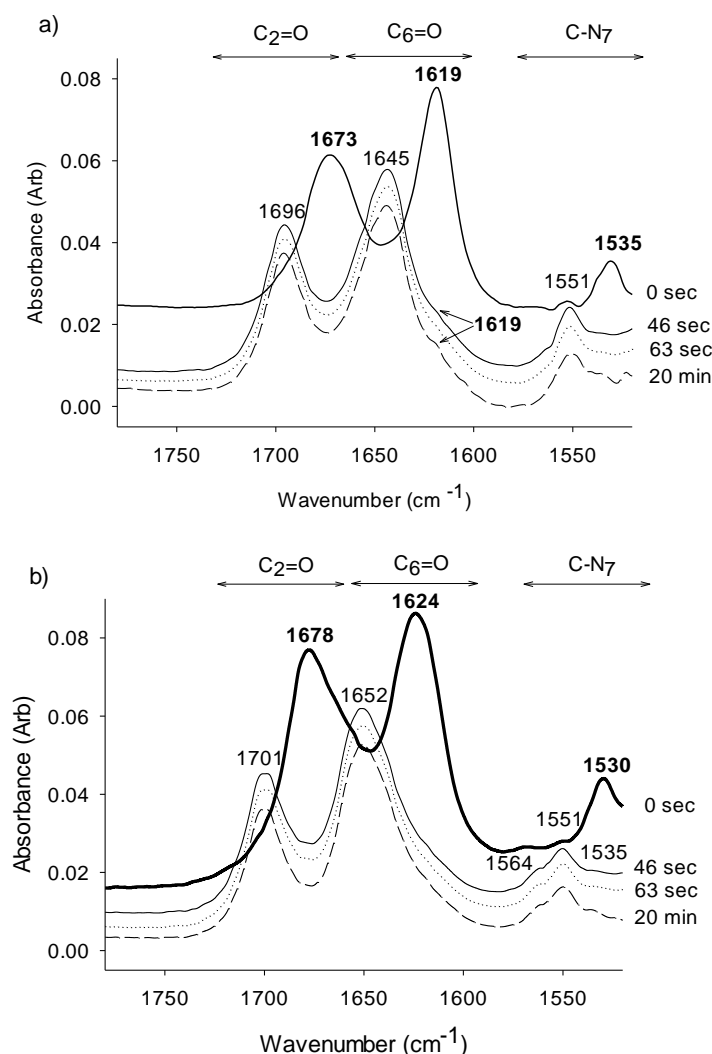 a)
C2=O C6=O C-N7
0.08
0.06
0.04
0.02
0.00
Absorbance (Arb)
1619
1673
1645
1696
1535
1551
1619
0 sec
46 sec
63 sec
20 min
1750 1700 1650 1600 1550
Wavenumber (cm -1)
b)
C2=O C6=O C-N7
0.08
0.06
0.04
0.02
0.00
Absorbance (Arb)
1624
1678
1652
1701
1530
1551
1564
1535
0 sec
46 sec
63 sec
20 min
1750 1700 1650 1600 1550
Wavenumber (cm-1)